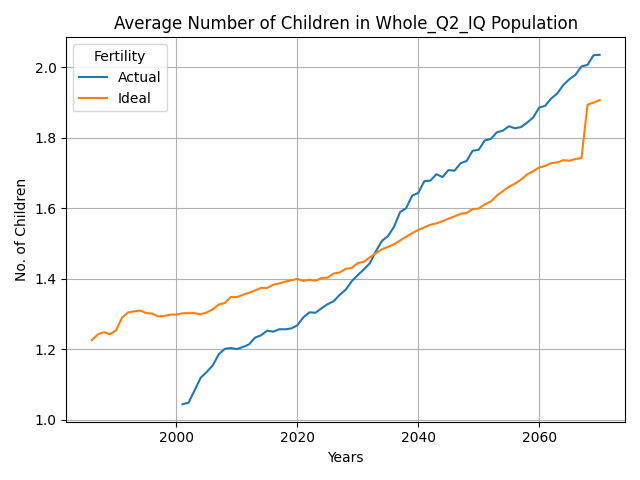 Average Number of Children in Whole_Q2_IQ Population
Fertility
Actual
Ideal
No. of Children
2.0
1.8
1.6
1.4
1.2
1.0
2000
2020
2040
2060
Years